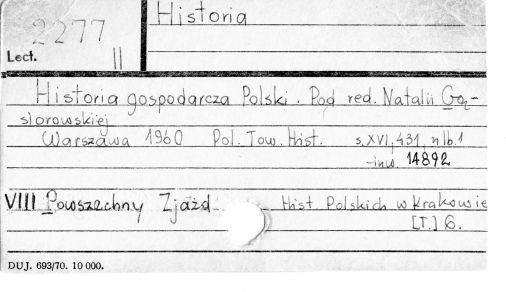 2277
Historia
Lect. II
Historia gospodarcza Polski. Pod red. Natalii Gą-
siorowskiej
Warszawa 1960 Pol. Tow. Hist. s. XVI, 431, nlb. 1
inw. 14892
VIII Powszechny Zjazd Hist. Polskich w Krakowie
[T.] 6.
DUJ. 693/70. 10 000.